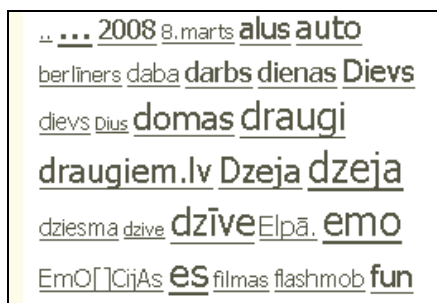 .. ... 2008 8.marts alus auto
berlīners daba darbs dienas Dievs
dievs Dius domas draugi
draugiem.lv Dzeja dzeja
dziesma dzive dzīve Elpā. emo
EmO[]CijAs es filmas flashmob fun